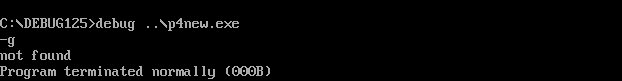 C:\DEBUG125>debug ..\p4new.exe
-g
not found
Program terminated normally (000B)